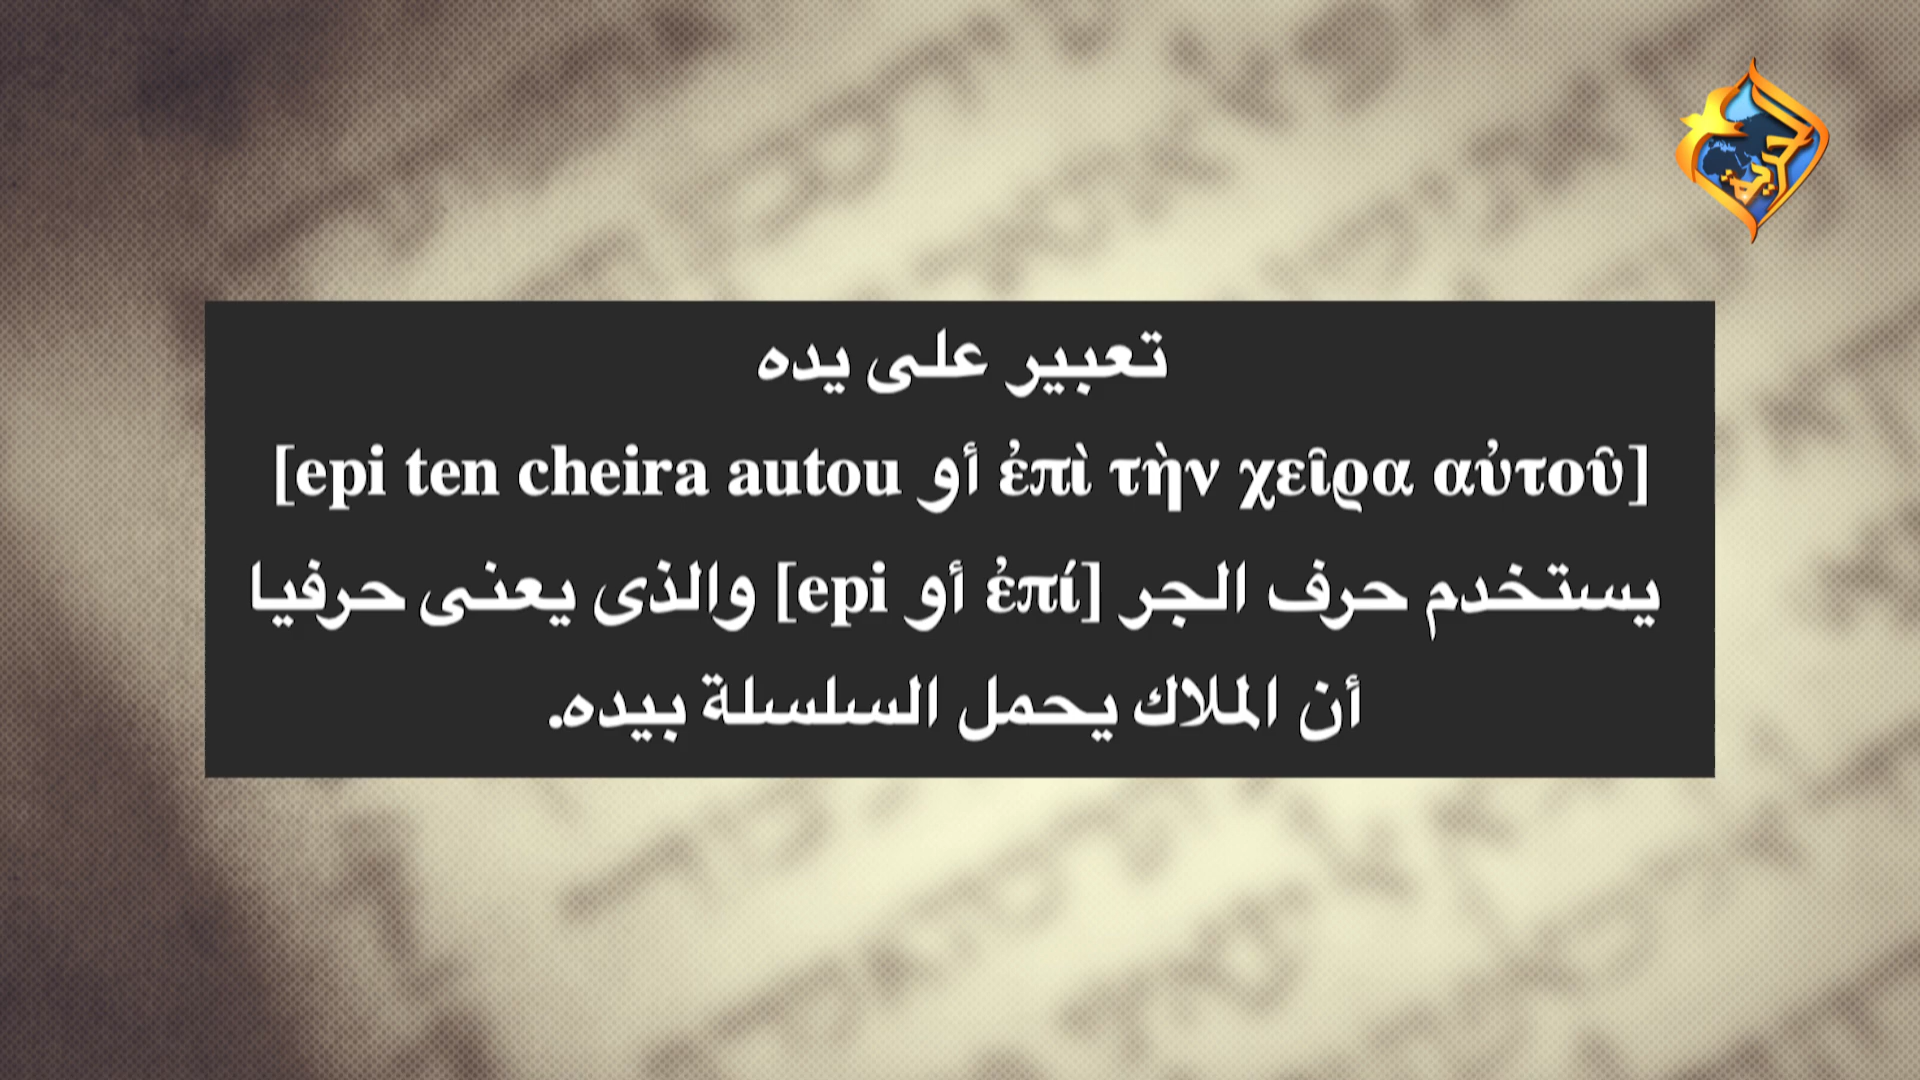 الحرية
تعبير على يده
[ἐπὶ τὴν χεῖρα αὐτοῦ أو epi ten cheira autou]
يستخدم حرف الجر [ἐπί أو epi] والذى يعنى حرفيا
أن الملاك يحمل السلسلة بيده.